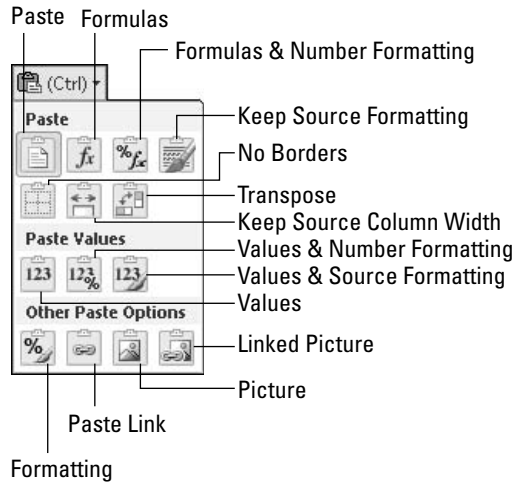 Paste Formulas
Formulas & Number Formatting
(Ctrl)
Paste
Keep Source Formatting
fx
%fx
No Borders
Transpose
Keep Source Column Width
Paste Values
Values & Number Formatting
123
123%
123
Values & Source Formatting
Values
Other Paste Options
%
Linked Picture
Picture
Paste Link
Formatting